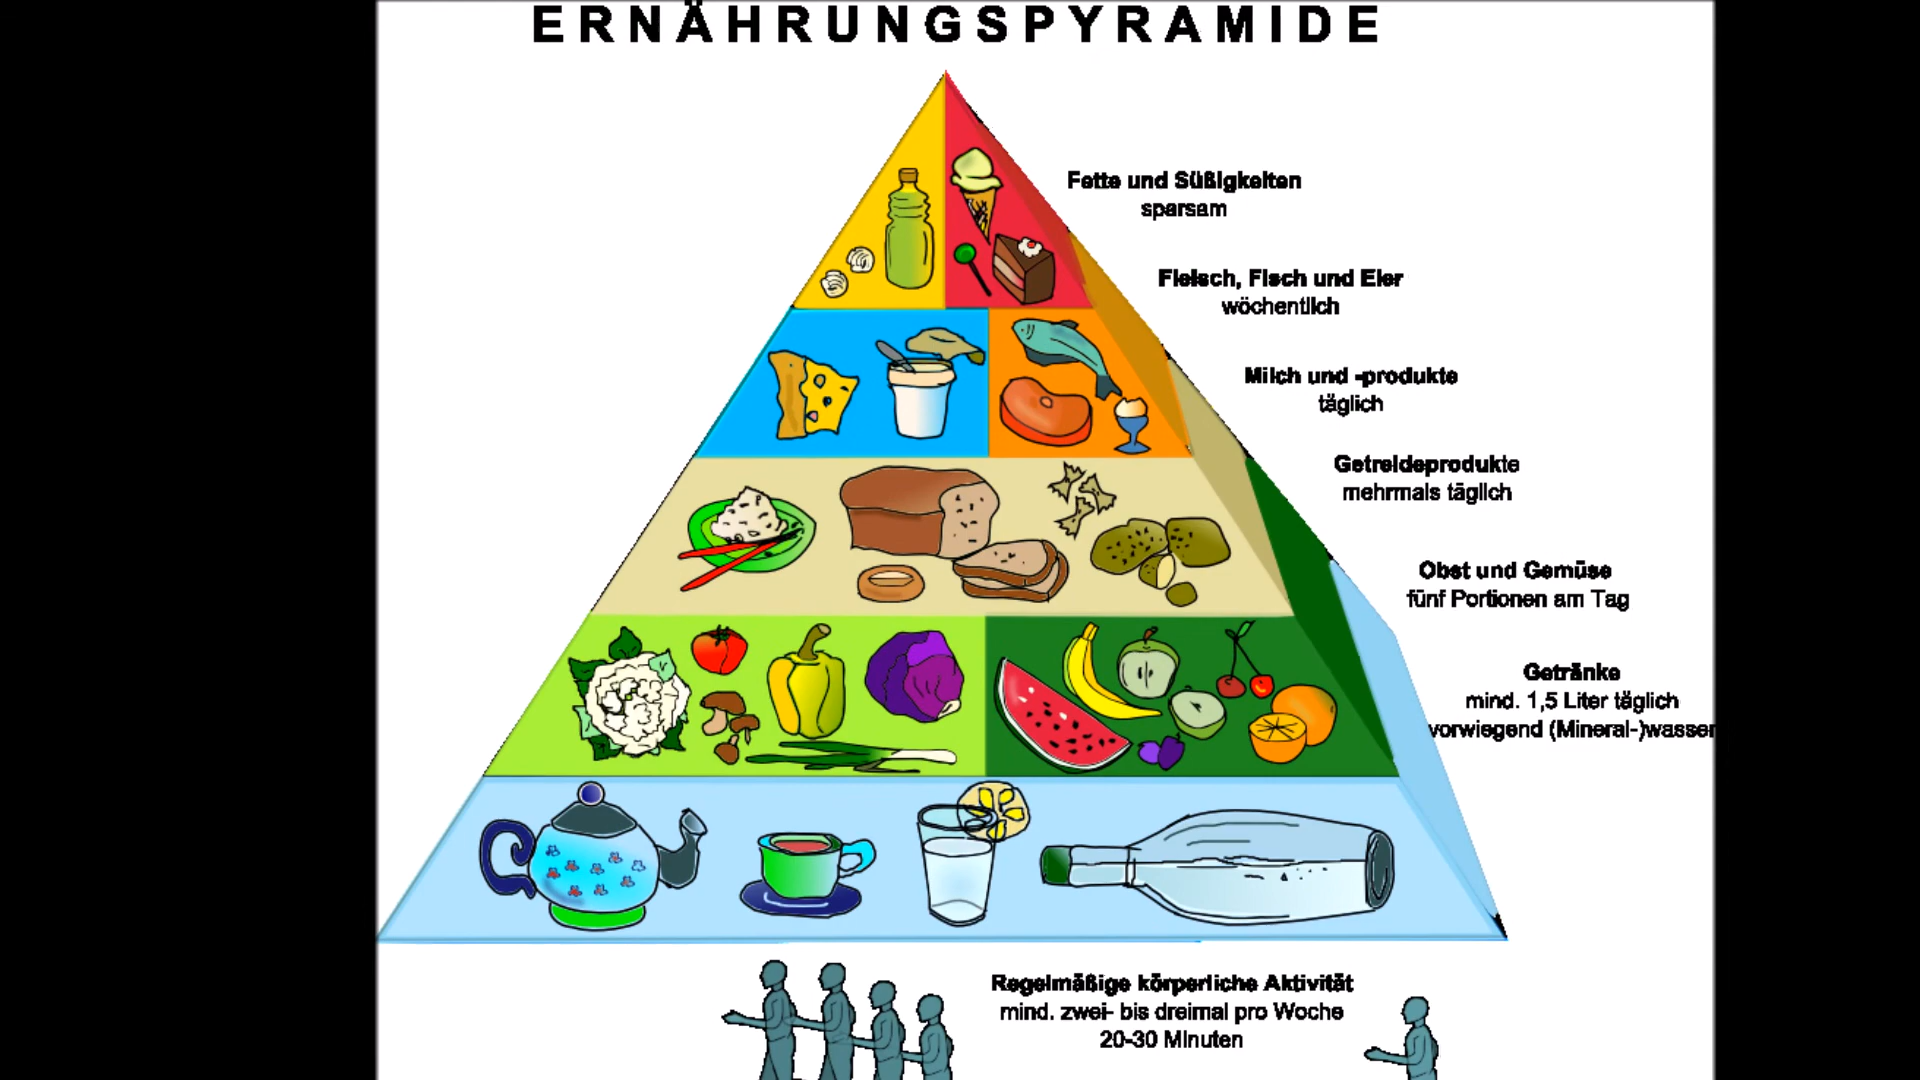 ERNÄHRUNGSPYRAMIDE
Fette und Süßigkeiten
sparsam
Fleisch, Fisch und Eier
wöchentlich
Milch und -produkte
täglich
Getreideprodukte
mehrmals täglich
Obst und Gemüse
fünf Portionen am Tag
Getränke
mind. 1,5 Liter täglich
vorwiegend (Mineral-)wasser
Regelmäßige körperliche Aktivität
mind. zwei- bis dreimal pro Woche
20-30 Minuten